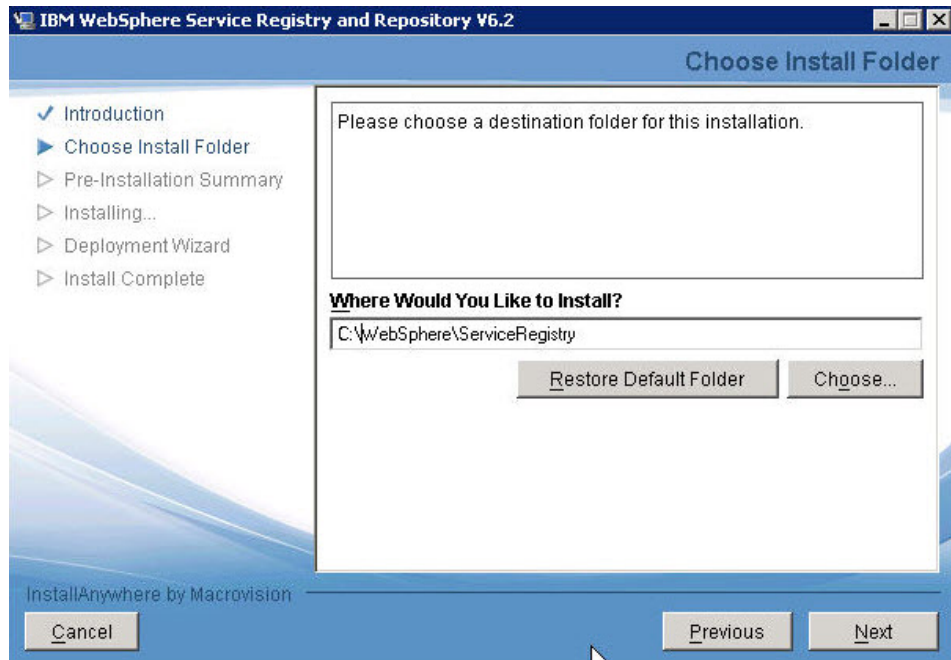 IBM WebSphere Service Registry and Repository V6.2
Choose Install Folder
Introduction
Choose Install Folder
Pre-Installation Summary
Installing...
Deployment Wizard
Install Complete
Please choose a destination folder for this installation.
Where Would You Like to Install?
C:\WebSphere\ServiceRegistry
Restore Default Folder
Choose...
InstallAnywhere by Macrovision
Cancel
Previous
Next